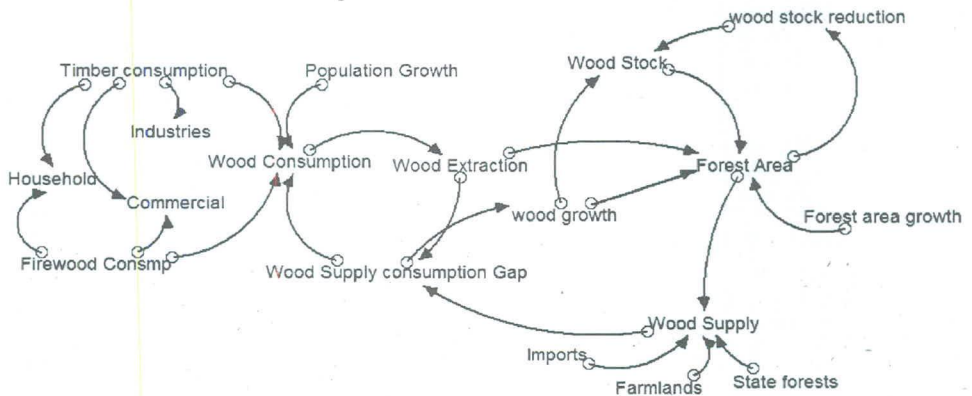 wood stock reduction
Timber consumption
Population Growth
Wood Stock
Industries
Wood Consumption
Wood Extraction
Forest Area
Household
Commercial
wood growth
Forest area growth
Firewood Consmp
Wood Supply consumption Gap
Wood Supply
Imports
Farmlands
State forests